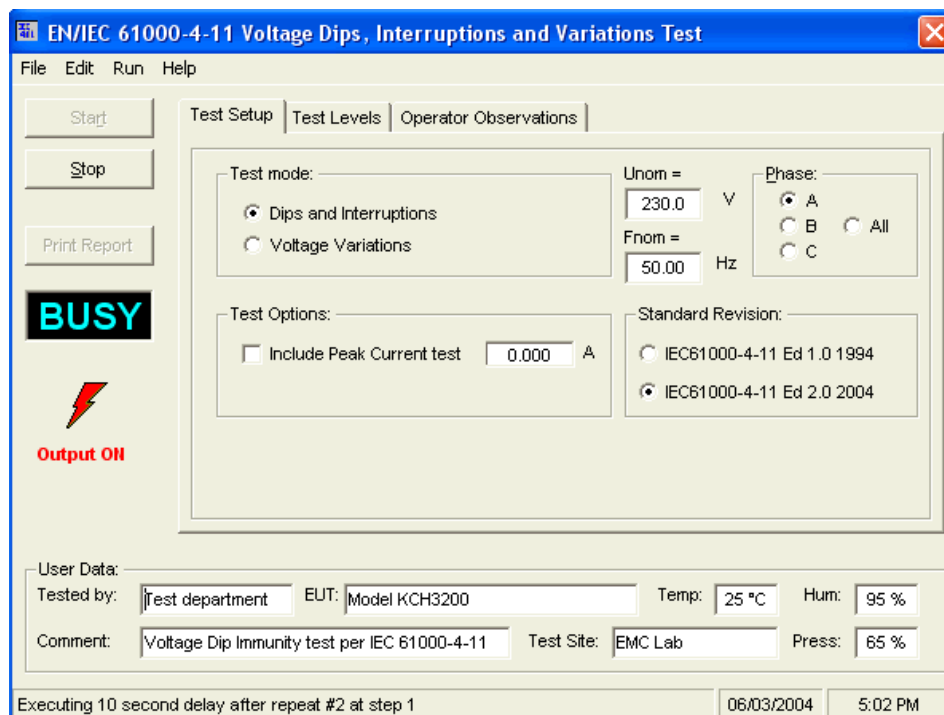 EN/IEC 61000-4-11 Voltage Dips, Interruptions and Variations Test
File Edit Run Help
Start
Stop
Print Report
BUSY
Output ON
Test Setup Test Levels Operator Observations
Test mode:
Dips and Interruptions
Voltage Variations
Unom =
230.0 V
Fnom =
50.00 Hz
Phase:
A
B All
C
Test Options:
Include Peak Current test 0.000 A
Standard Revision:
IEC61000-4-11 Ed 1.0 1994
IEC61000-4-11 Ed 2.0 2004
User Data:
Tested by: Test department EUT: Model KCH3200 Temp: 25 °C Hum: 95 %
Comment: Voltage Dip Immunity test per IEC 61000-4-11 Test Site: EMC Lab Press: 65 %
Executing 10 second delay after repeat #2 at step 1 06/03/2004 5:02 PM